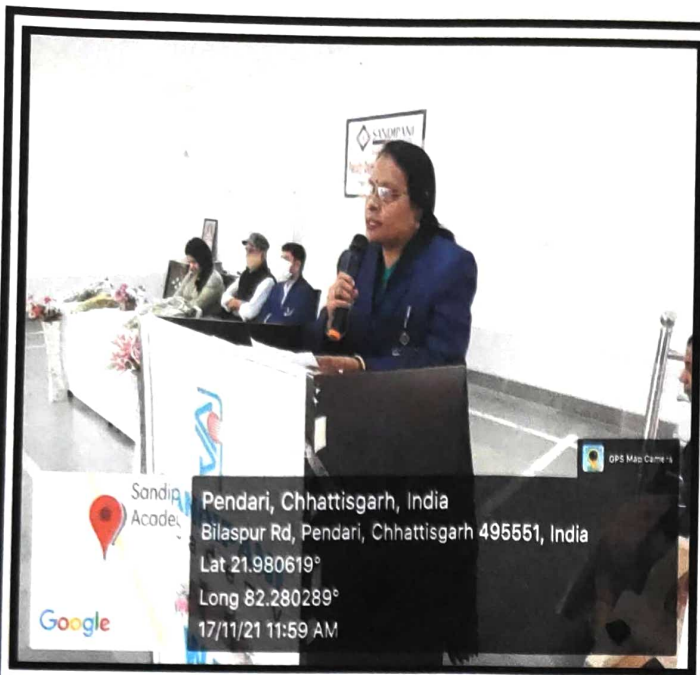 SANDIPANI
GPS Map Camera
Sandip
Acade
Google
Pendari, Chhattisgarh, India
Bilaspur Rd, Pendari, Chhattisgarh 495551, India
Lat 21.980619°
Long 82.280289°
17/11/21 11:59 AM